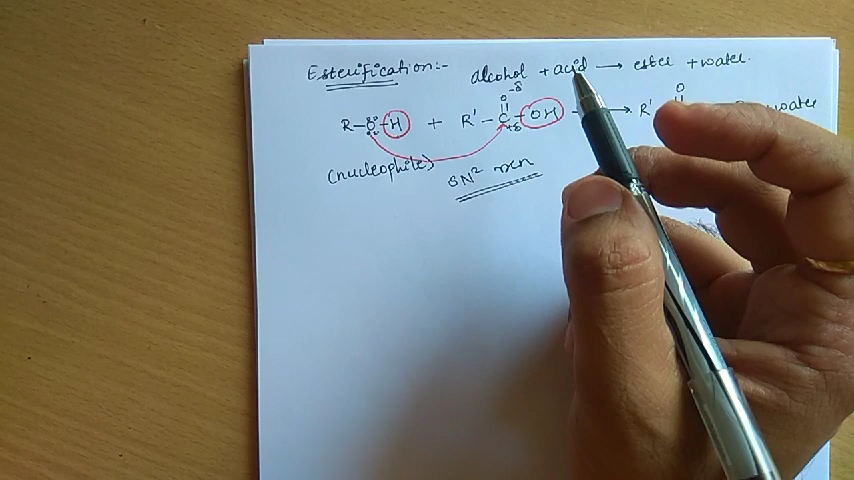 Esterification:- alcohol + acid → ester + water.
O -δ O
R-O-H + R' - C - OH → R' water
+δ
(nucleophile) SN² rxn